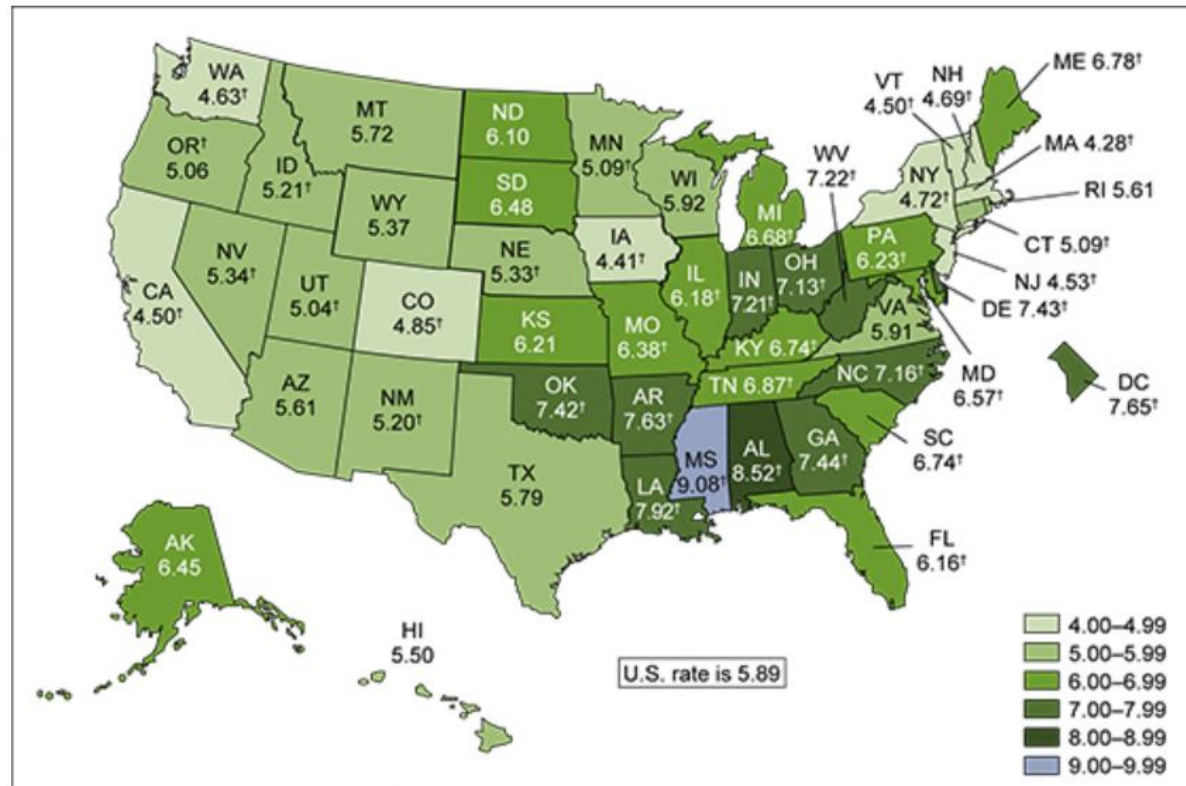 WA
4.63†
OR†
5.06
CA
4.50†
NV
5.34†
ID
5.21†
MT
5.72
WY
5.37
UT
5.04†
CO
4.85†
AZ
5.61
NM
5.20†
ND
6.10
SD
6.48
NE
5.33†
KS
6.21
OK
7.42†
TX
5.79
MN
5.09†
IA
4.41†
MO
6.38†
AR
7.63†
LA
7.92†
WI
5.92
IL
6.18†
MI
6.68†
IN
7.21†
OH
7.13†
KY 6.74†
TN 6.87†
MS
9.08†
AL
8.52†
GA
7.44†
FL
6.16†
SC
6.74†
NC 7.16†
VA
5.91
WV
7.22†
PA
6.23†
NY
4.72†
VT
4.50†
NH
4.69†
ME 6.78†
MA 4.28†
RI 5.61
CT 5.09†
NJ 4.53†
DE 7.43†
MD
6.57†
DC
7.65†
AK
6.45
HI
5.50
U.S. rate is 5.89
4.00–4.99
5.00–5.99
6.00–6.99
7.00–7.99
8.00–8.99
9.00–9.99